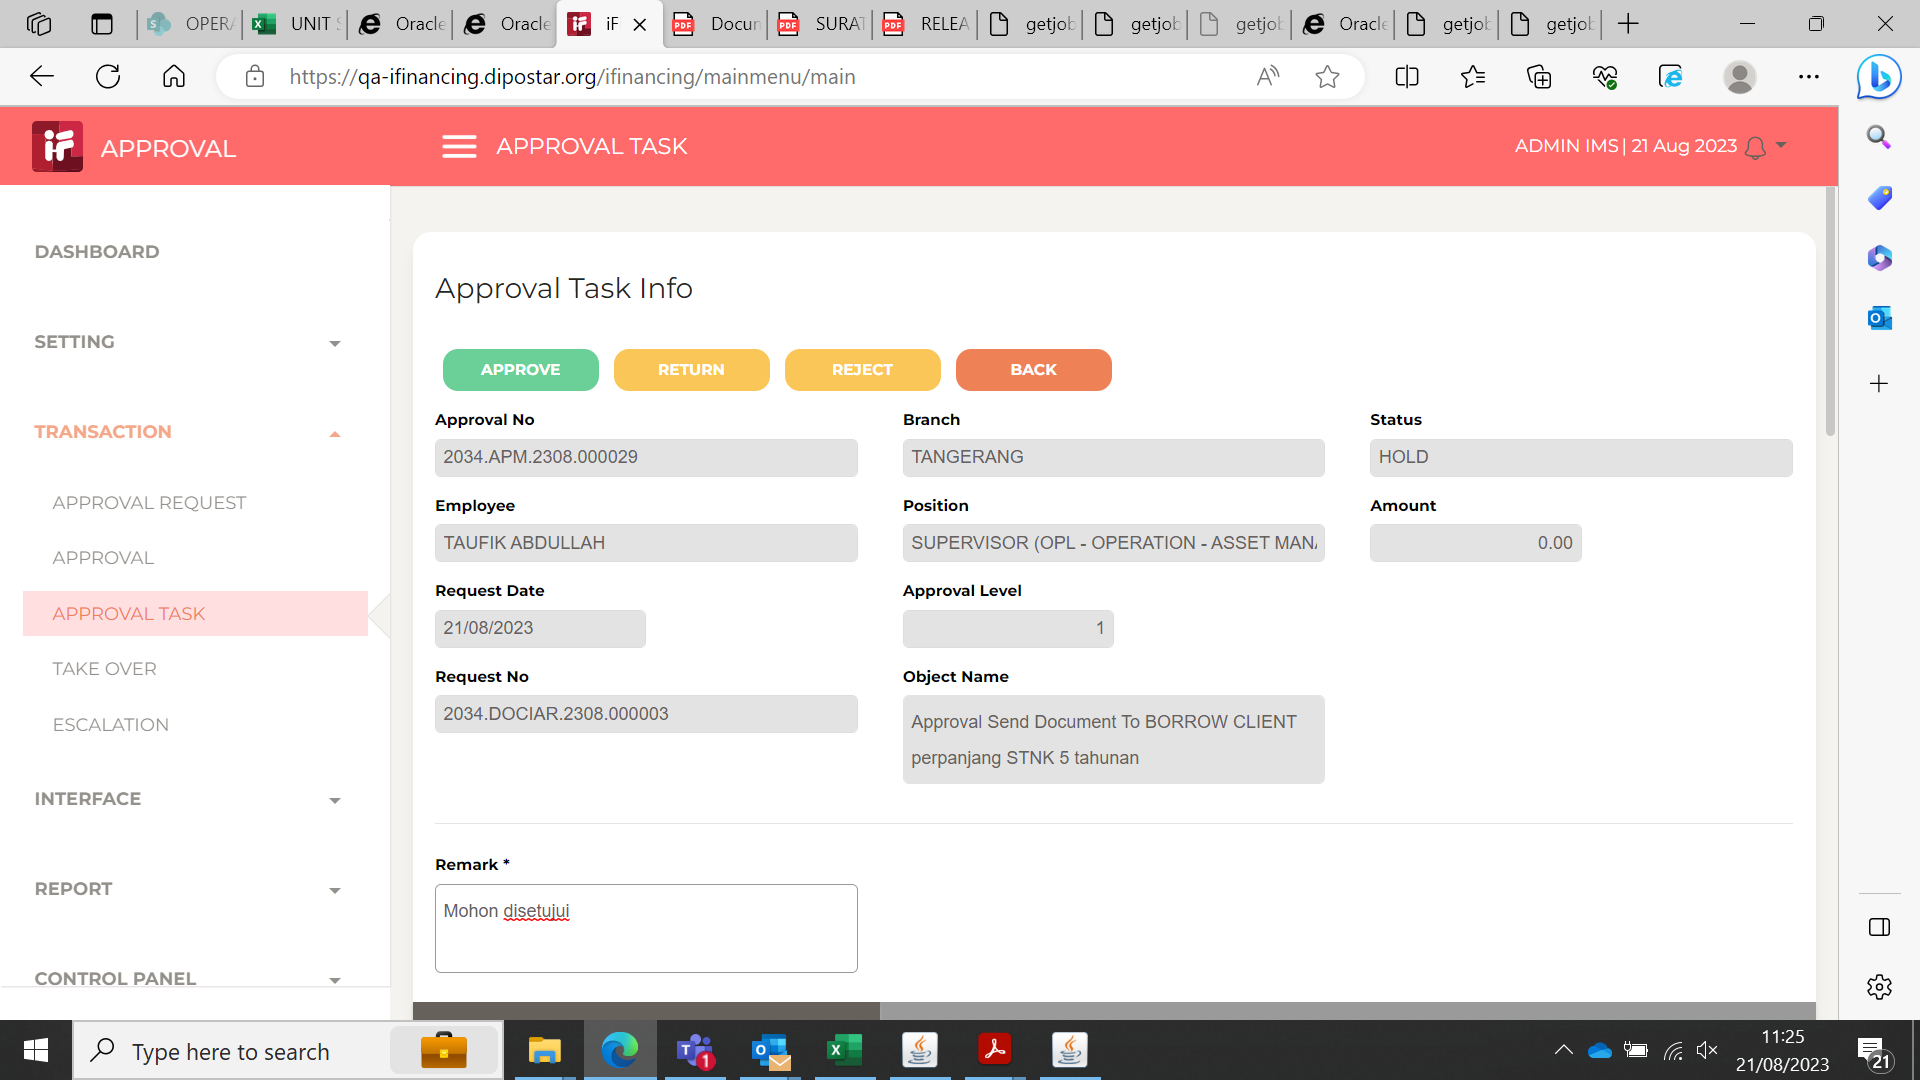 OPERA
UNIT S
Oracle
Oracle
iF
Docum
SURAT
RELEA
getjob
getjob
getjob
Oracle
getjob
getjob
https://qa-ifinancing.dipostar.org/ifinancing/mainmenu/main
iF APPROVAL
APPROVAL TASK
ADMIN IMS| 21 Aug 2023
DASHBOARD
SETTING
TRANSACTION
APPROVAL REQUEST
APPROVAL
APPROVAL TASK
TAKE OVER
ESCALATION
INTERFACE
REPORT
CONTROL PANEL
Approval Task Info
APPROVE RETURN REJECT BACK
Approval No Branch Status
2034.APM.2308.000029 TANGERANG HOLD
Employee Position Amount
TAUFIK ABDULLAH SUPERVISOR (OPL - OPERATION - ASSET MANA 0.00
Request Date Approval Level
21/08/2023 1
Request No Object Name
2034.DOCIAR.2308.000003
Approval Send Document To BORROW CLIENT
perpanjang STNK 5 tahunan
Remark *
Mohon disetujui
Type here to search
1
11:25
21/08/2023
21